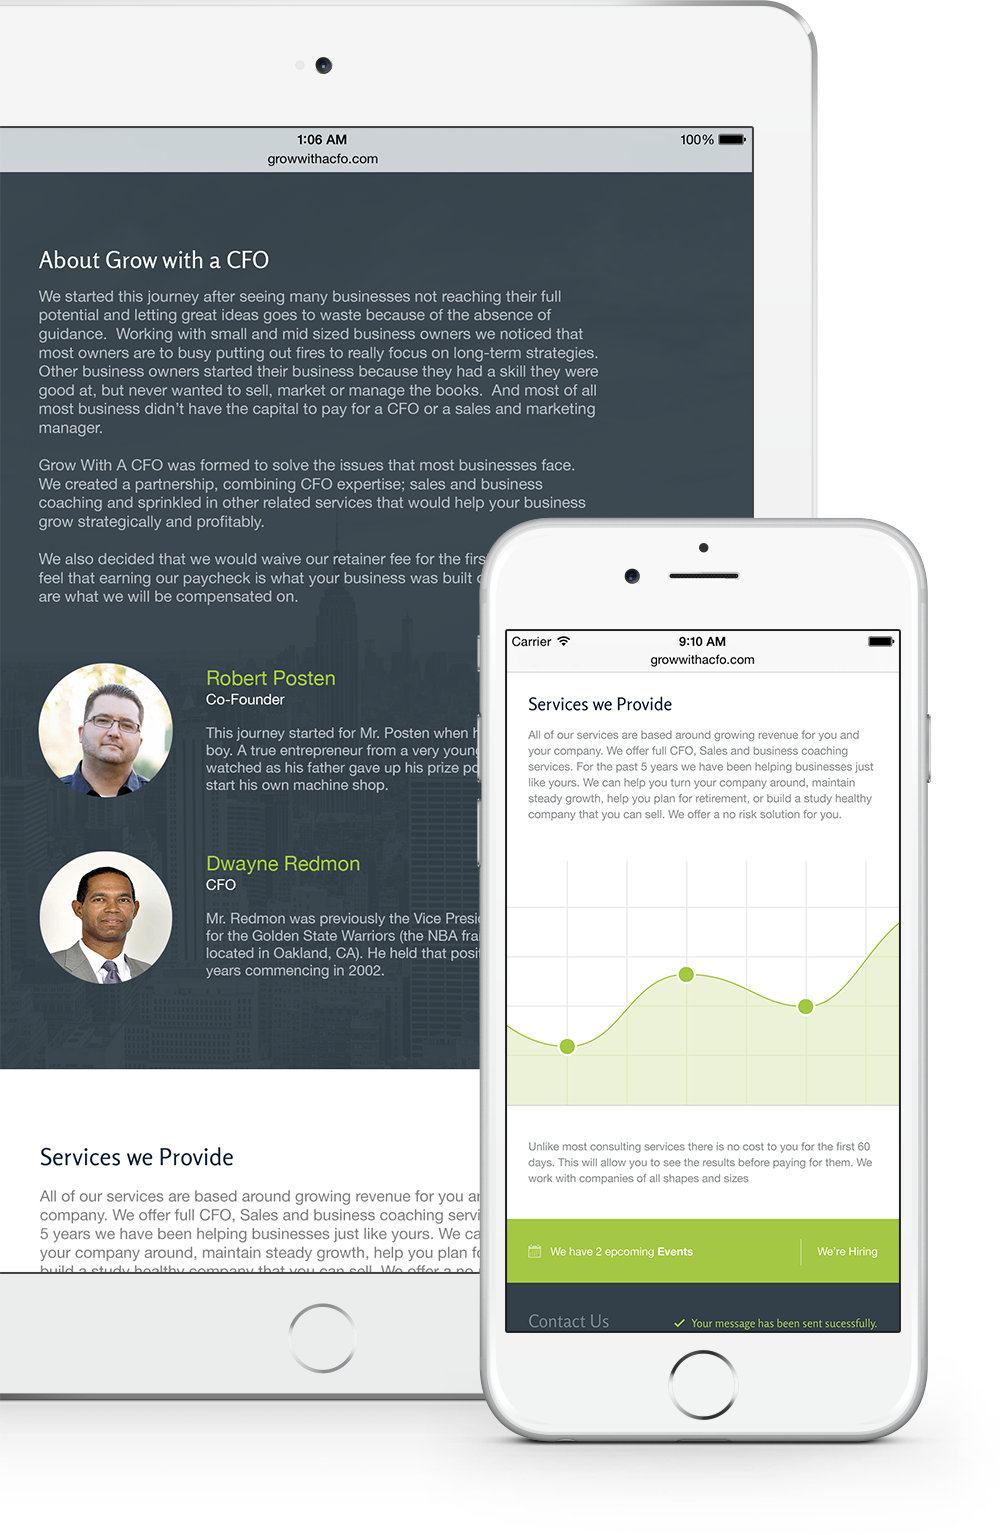 1:06 AM
100%
growwithacfo.com
About Grow with a CFO
We started this journey after seeing many businesses not reaching their full
potential and letting great ideas goes to waste because of the absence of
guidance.  Working with small and mid sized business owners we noticed that
most owners are to busy putting out fires to really focus on long-term strategies.
Other business owners started their business because they had a skill they were
good at, but never wanted to sell, market or manage the books.  And most of all
most business didn't have the capital to pay for a CFO or a sales and marketing
manager.
Grow With A CFO was formed to solve the issues that most businesses face.
We created a partnership, combining CFO expertise; sales and business
coaching and sprinkled in other related services that would help your business
grow strategically and profitably.
We also decided that we would waive our retainer fee for the firs
feel that earning our paycheck is what your business was built
are what we will be compensated on.
Robert Posten
Co-Founder
This journey started for Mr. Posten when
boy. A true entrepreneur from a very youn
watched as his father gave up his prize po
start his own machine shop.
Dwayne Redmon
CFO
Mr. Redmon was previously the Vice Presi
for the Golden State Warriors (the NBA fra
located in Oakland, CA). He held that posit
years commencing in 2002.
Services we Provide
All of our services are based around growing revenue for you a
company. We offer full CFO, Sales and business coaching servi
5 years we have been helping businesses just like yours. We ca
your company around, maintain steady growth, help you plan fo
build a study healthy company that you can sell. We offer a no
Carrier
9:10 AM
growwithacfo.com
Services we Provide
All of our services are based around growing revenue for you and
your company. We offer full CFO, Sales and business coaching
services. For the past 5 years we have been helping businesses just
like yours. We can help you turn your company around, maintain
steady growth, help you plan for retirement, or build a study healthy
company that you can sell. We offer a no risk solution for you.
Unlike most consulting services there is no cost to you for the first 60
days. This will allow you to see the results before paying for them. We
work with companies of all shapes and sizes
We have 2 epcoming Events
We're Hiring
Contact Us
Your message has been sent sucessfully.